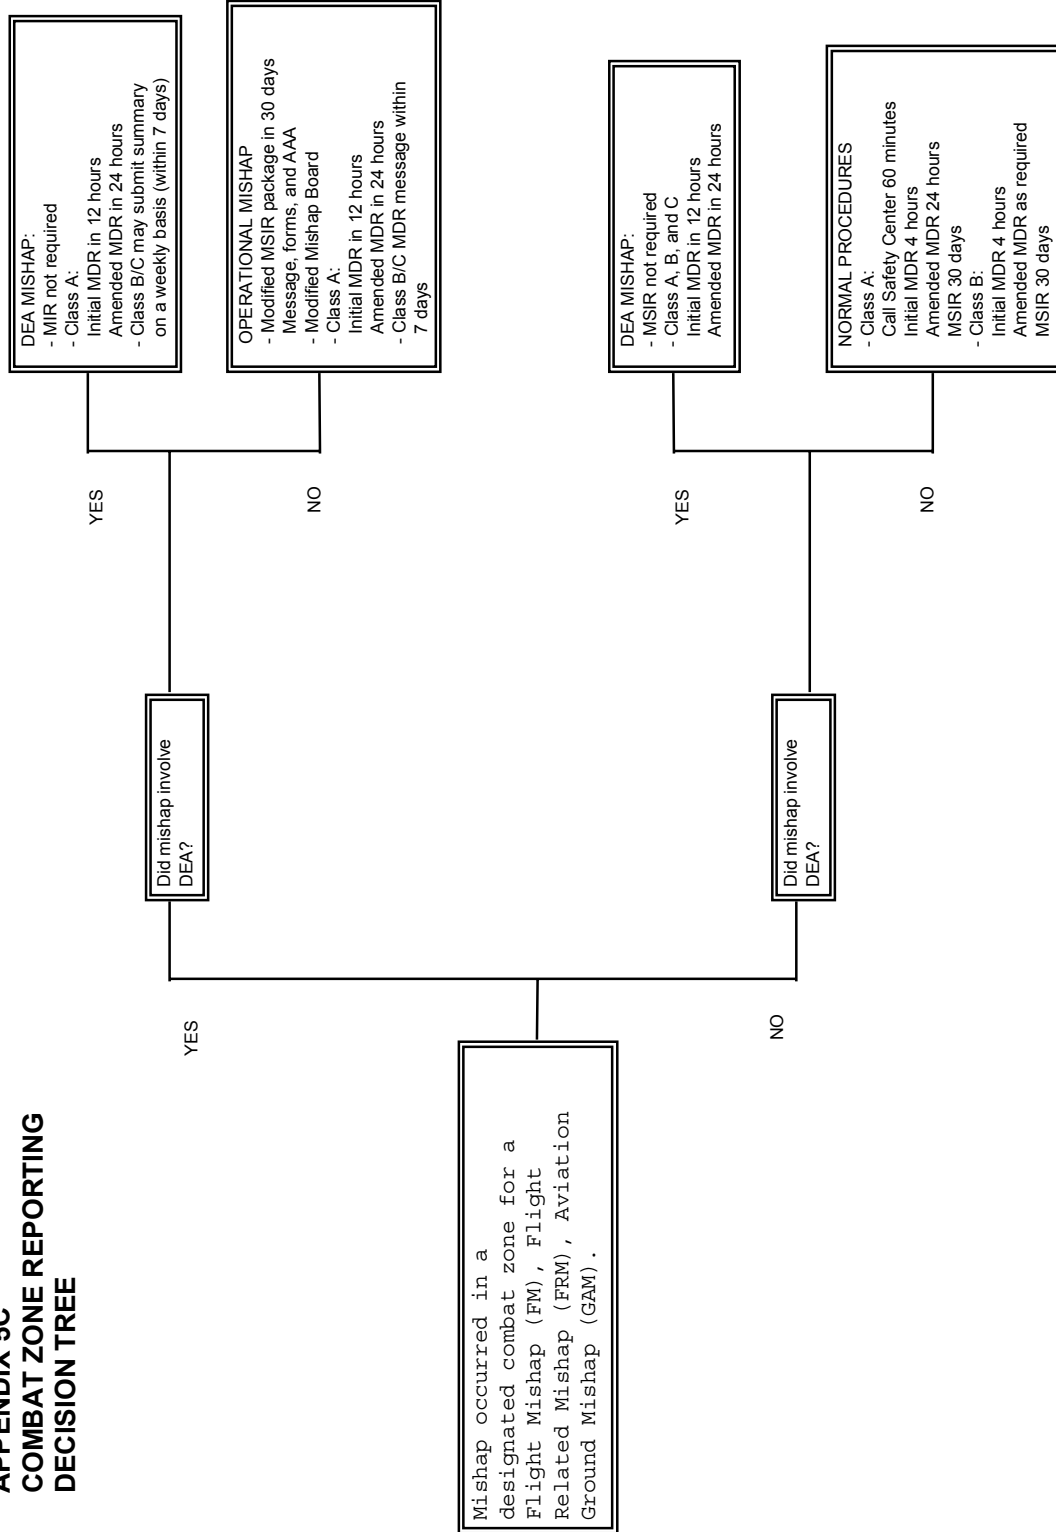 APPENDIX 5C
COMBAT ZONE REPORTING
DECISION TREE
Mishap occurred in a
designated combat zone for a
Flight Mishap (FM), Flight
Related Mishap (FRM), Aviation
Ground Mishap (GAM).
YES
NO
Did mishap involve
DEA?
YES
NO
DEA MISHAP:
- MIR not required
- Class A:
Initial MDR in 12 hours
Amended MDR in 24 hours
- Class B/C may submit summary
on a weekly basis (within 7 days)
OPERATIONAL MISHAP
- Modified MSIR package in 30 days
Message, forms, and AAA
- Modified Mishap Board
- Class A:
Initial MDR in 12 hours
Amended MDR in 24 hours
- Class B/C MDR message within
7 days
Did mishap involve
DEA?
YES
NO
DEA MISHAP:
- MSIR not required
- Class A, B, and C
Initial MDR in 12 hours
Amended MDR in 24 hours
NORMAL PROCEDURES
- Class A:
Call Safety Center 60 minutes
Initial MDR 4 hours
Amended MDR 24 hours
MSIR 30 days
- Class B:
Initial MDR 4 hours
Amended MDR as required
MSIR 30 days